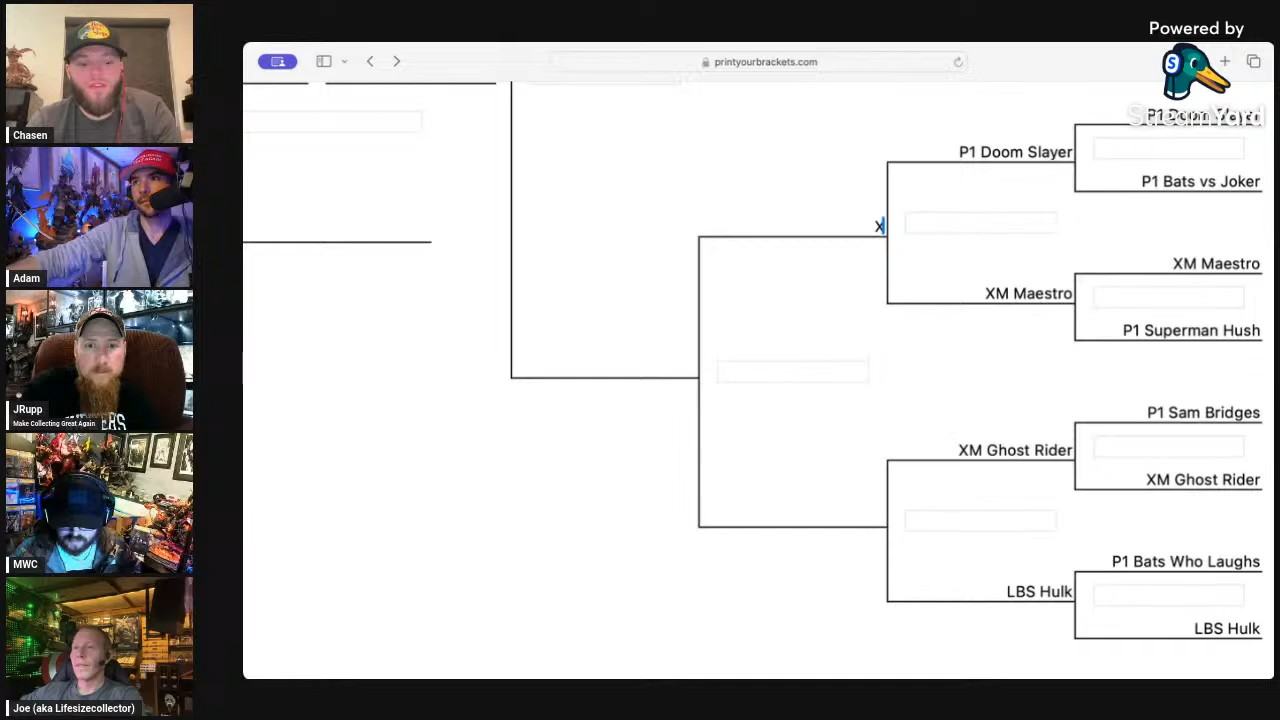 Powered by
StreamYard
printyourbrackets.com
P1 Doom Slayer
P1 Bats vs Joker
X
XM Maestro
XM Maestro
P1 Superman Hush
P1 Sam Bridges
XM Ghost Rider
XM Ghost Rider
P1 Bats Who Laughs
LBS Hulk
LBS Hulk
Chasen
Adam
JRupp
Make Collecting Great Again
MWC
Joe (aka Lifesizecollector)